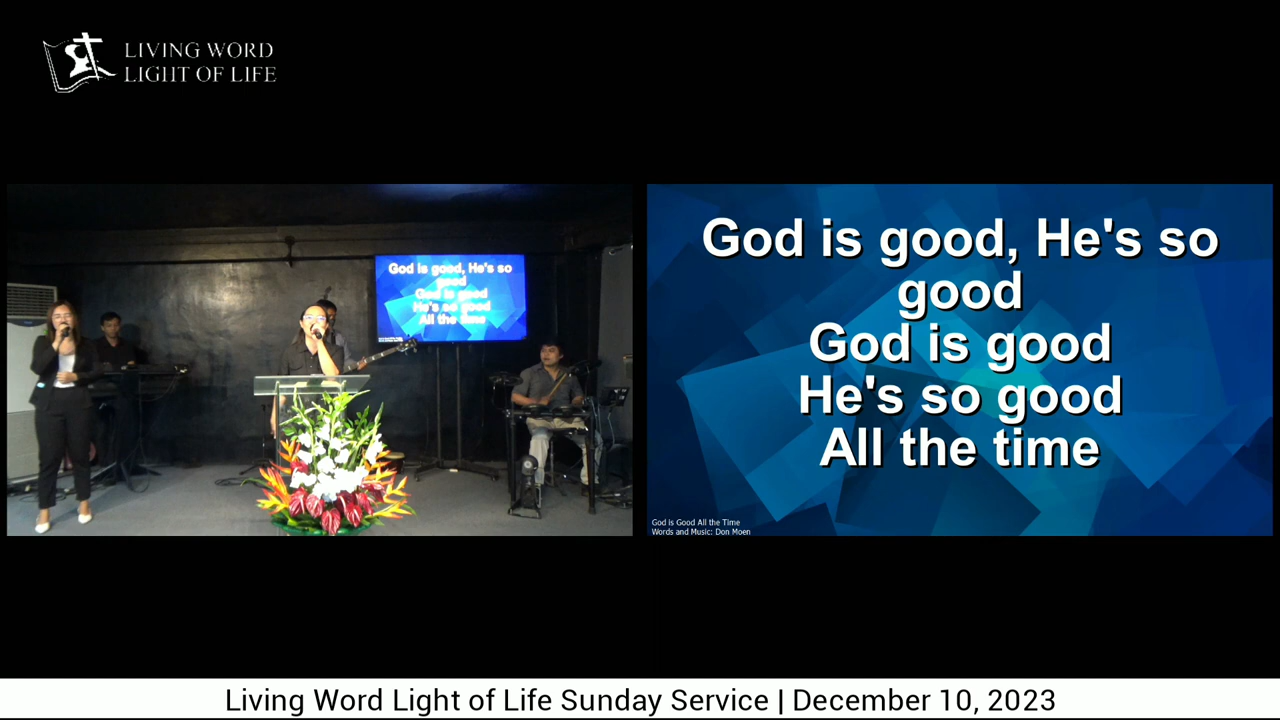 LIVING WORD
LIGHT OF LIFE
God is good, He's so
good
God is good
He's so good
All the time
God is good, He's so
good
God is good
He's so good
All the time
God is Good All the Time
Words and Music: Don Moen
Living Word Light of Life Sunday Service | December 10, 2023